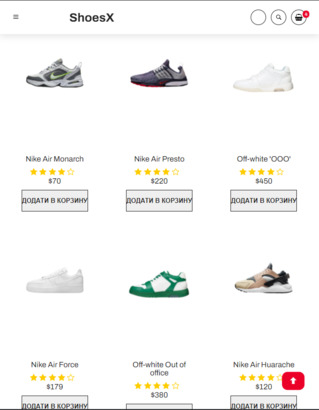 ShoesX
Nike Air Monarch
$70
ДОДАТИ В КОРЗИНУ
Nike Air Presto
$220
ДОДАТИ В КОРЗИНУ
Off-white 'OOO'
$450
ДОДАТИ В КОРЗИНУ
Nike Air Force
$179
ДОДАТИ В КОРЗИНУ
Off-white Out of
office
$380
Nike Air Huarache
$120
ДОДАТИ В КОРЗИНУ